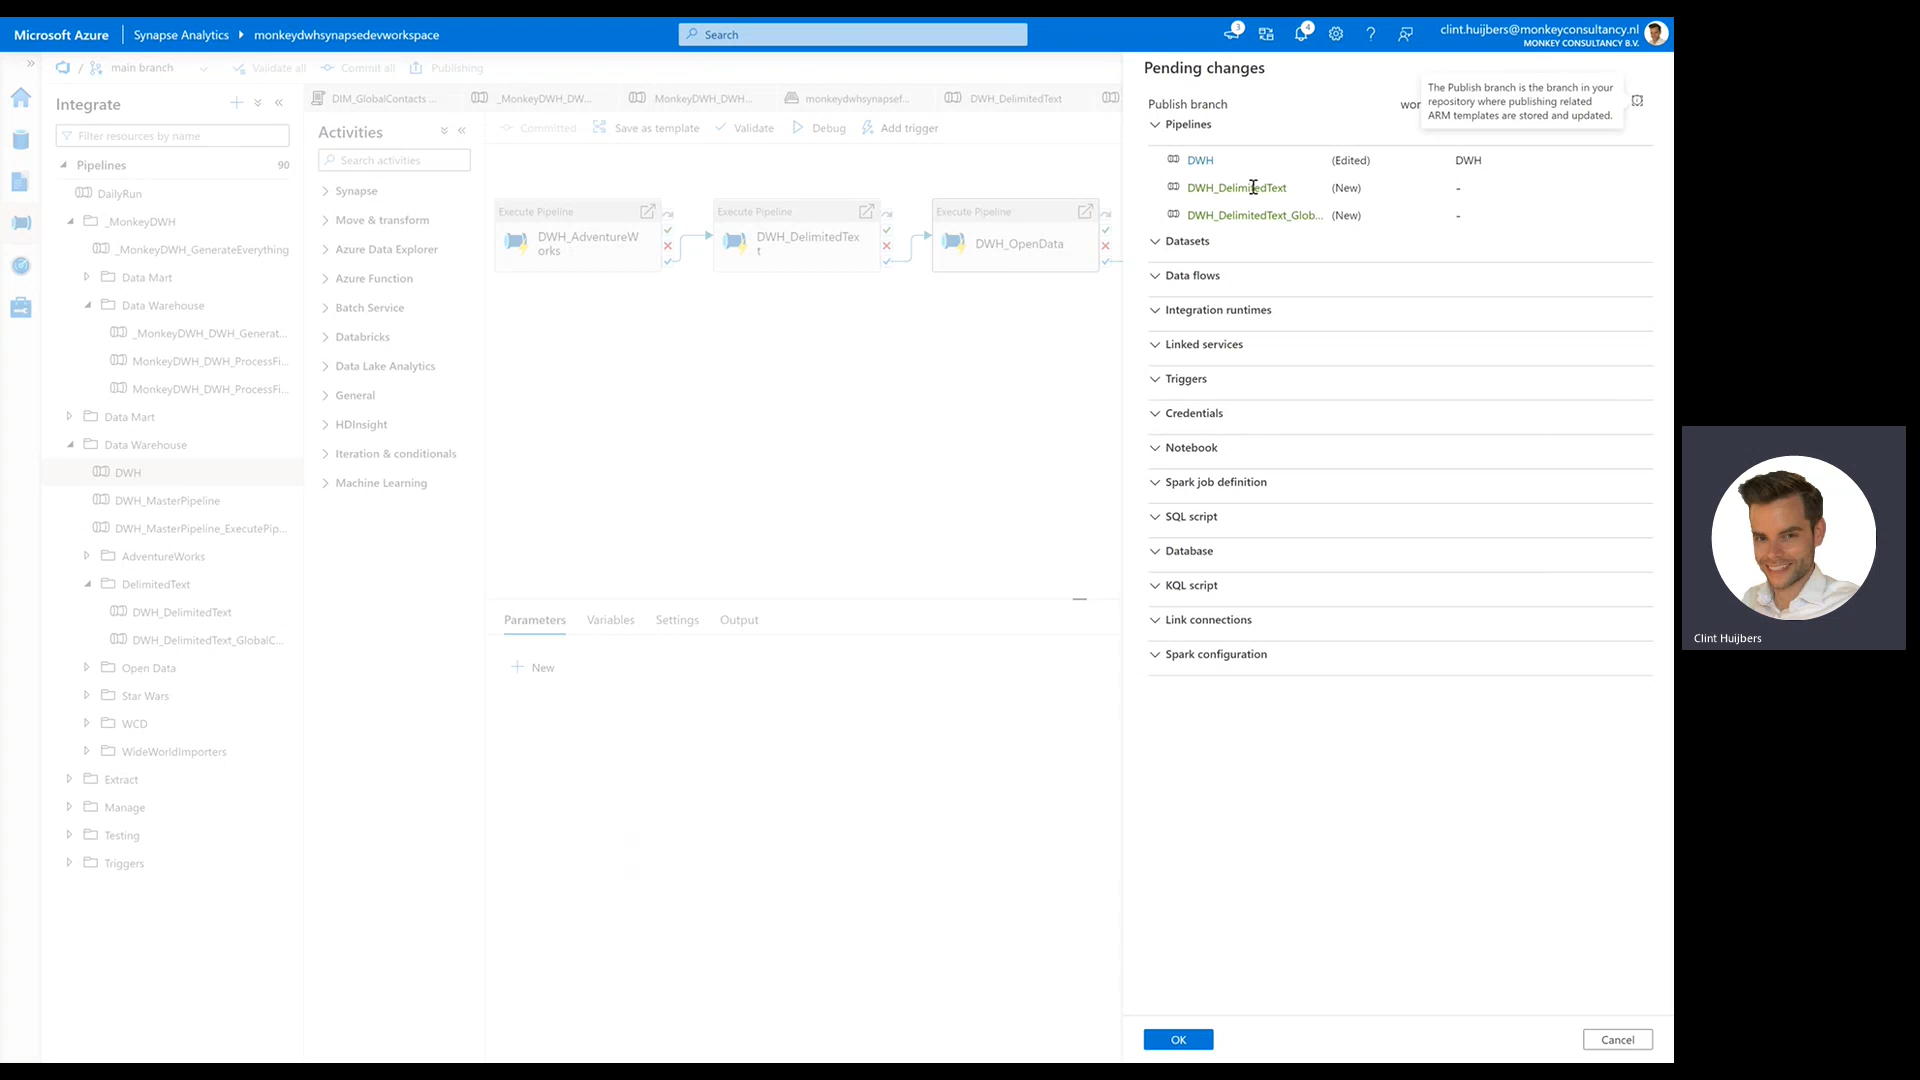 Microsoft Azure
Synapse Analytics
monkeydwhsynapsedevworkspace
Search
3
4
clint.huijbers@monkeyconsultancy.nl
MONKEY CONSULTANCY B.V.
/ main branch
Validate all
Commit all
Publishing
Integrate
Filter resources by name
Pipelines
90
DailyRun
_MonkeyDWH
_MonkeyDWH_GenerateEverything
Data Mart
Data Warehouse
_MonkeyDWH_DWH_Generat...
MonkeyDWH_DWH_ProcessFi...
MonkeyDWH_DWH_ProcessFi...
Data Mart
Data Warehouse
DWH
DWH_MasterPipeline
DWH_MasterPipeline_ExecutePip...
AdventureWorks
DelimitedText
DWH_DelimitedText
DWH_DelimitedText_GlobalC...
Open Data
Star Wars
WCD
WideWorldImporters
Extract
Manage
Testing
Triggers
DIM_GlobalContacts ...
_MonkeyDWH_DW...
MonkeyDWH_DWH...
monkeydwhsynapsef...
DWH_DelimitedText
Activities
Search activities
Synapse
Move & transform
Azure Data Explorer
Azure Function
Batch Service
Databricks
Data Lake Analytics
General
HDInsight
Iteration & conditionals
Machine Learning
Committed
Save as template
Validate
Debug
Add trigger
Execute Pipeline
DWH_AdventureW
orks
Execute Pipeline
DWH_DelimitedTex
t
Execute Pipeline
DWH_OpenData
Parameters
Variables
Settings
Output
New
Pending changes
Publish branch
wor
The Publish branch is the branch in your
repository where publishing related
ARM templates are stored and updated.
Pipelines
DWH (Edited) DWH
DWH_DelimitedText (New) -
DWH_DelimitedText_Glob... (New) -
Datasets
Data flows
Integration runtimes
Linked services
Triggers
Credentials
Notebook
Spark job definition
SQL script
Database
KQL script
Link connections
Spark configuration
OK
Cancel
Clint Huijbers